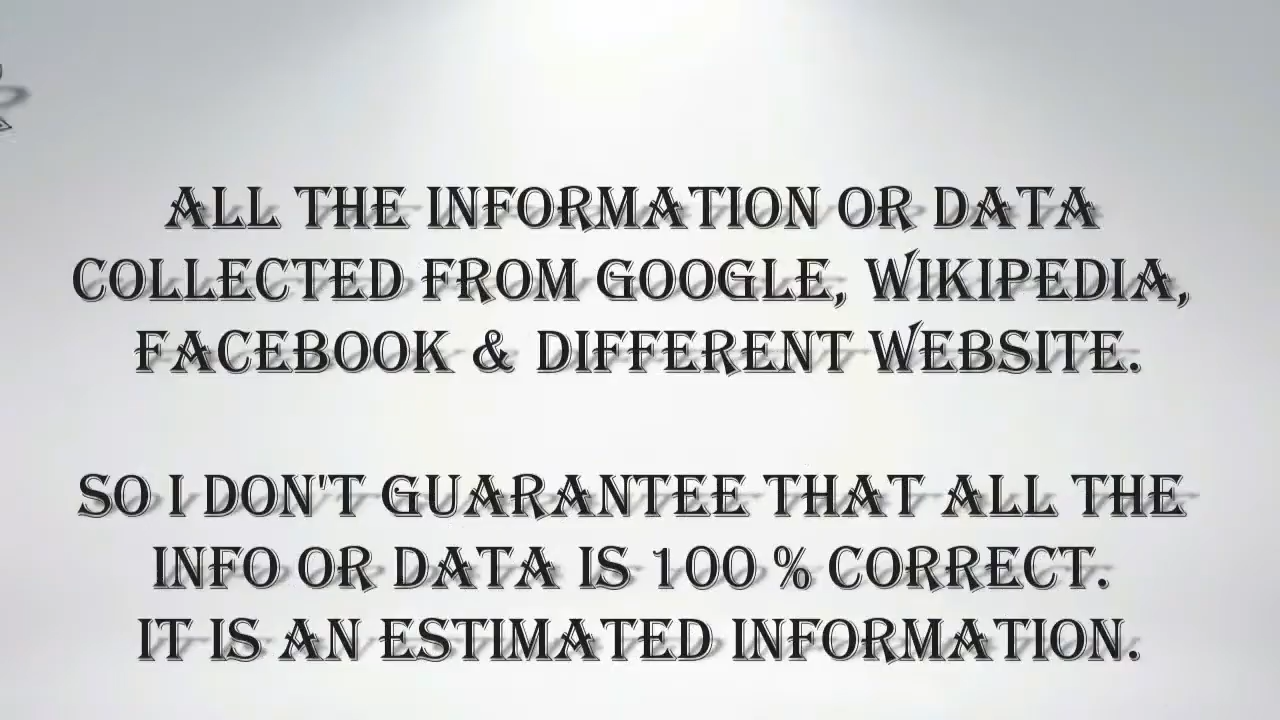 ALL THE INFORMATION OR DATA
COLLECTED FROM GOOGLE, WIKIPEDIA,
FACEBOOK & DIFFERENT WEBSITE.
SO I DON'T GUARANTEE THAT ALL THE
INFO OR DATA IS 100 % CORRECT.
IT IS AN ESTIMATED INFORMATION.